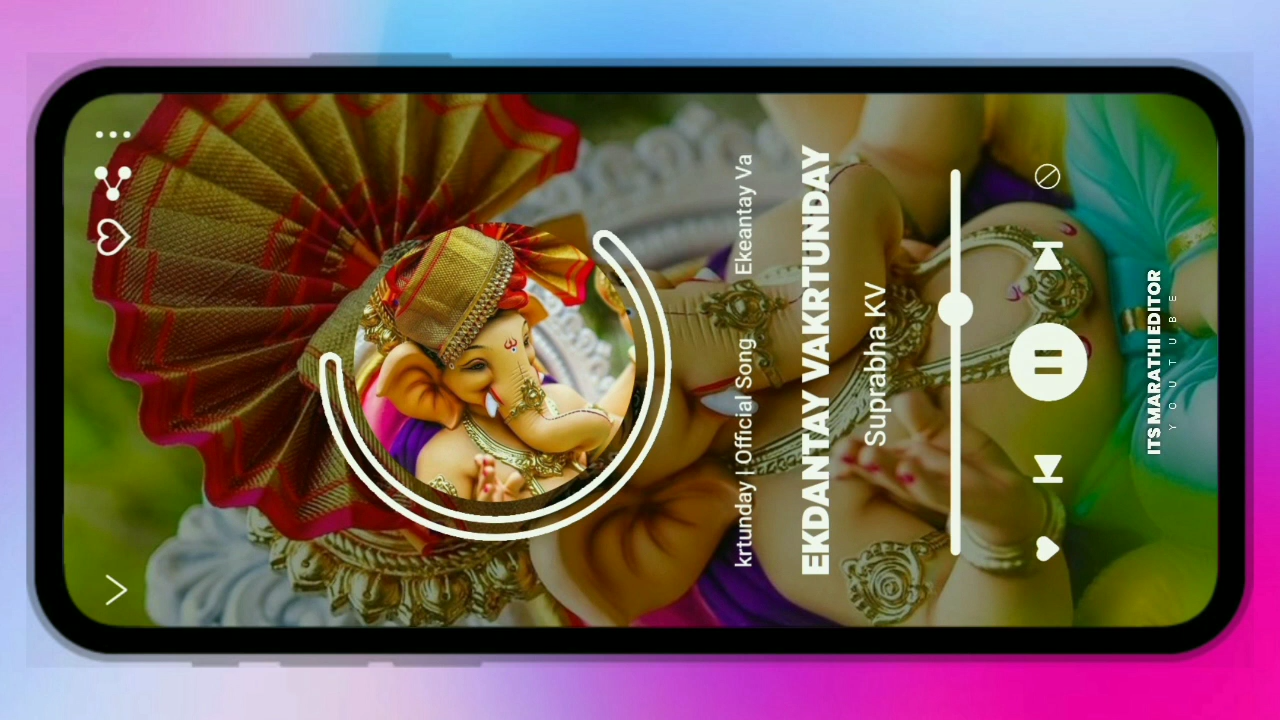 krtunday | Official Song   Ekeantay Va
EKDANTAY VAKRTUNDAY
Suprabha KV
ITS MARATHI EDITOR
YOUTUBE